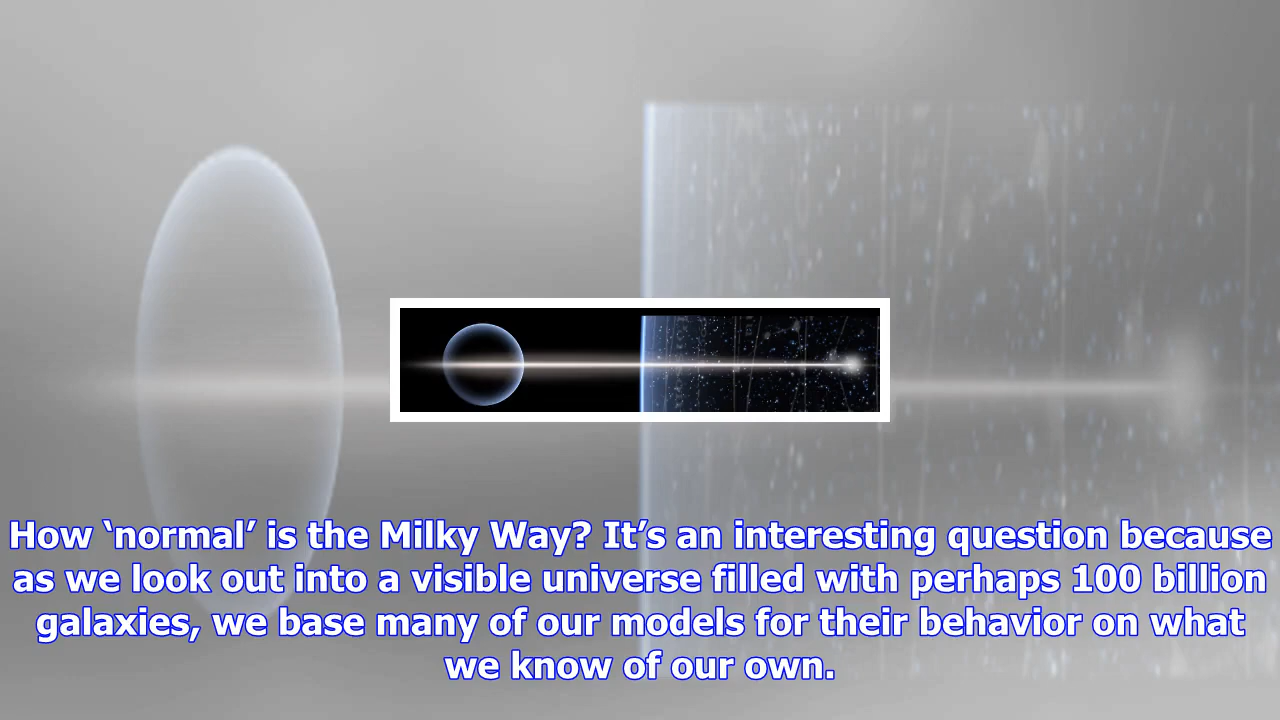 How ‘normal’ is the Milky Way? It’s an interesting question because
as we look out into a visible universe filled with perhaps 100 billion
galaxies, we base many of our models for their behavior on what
we know of our own.